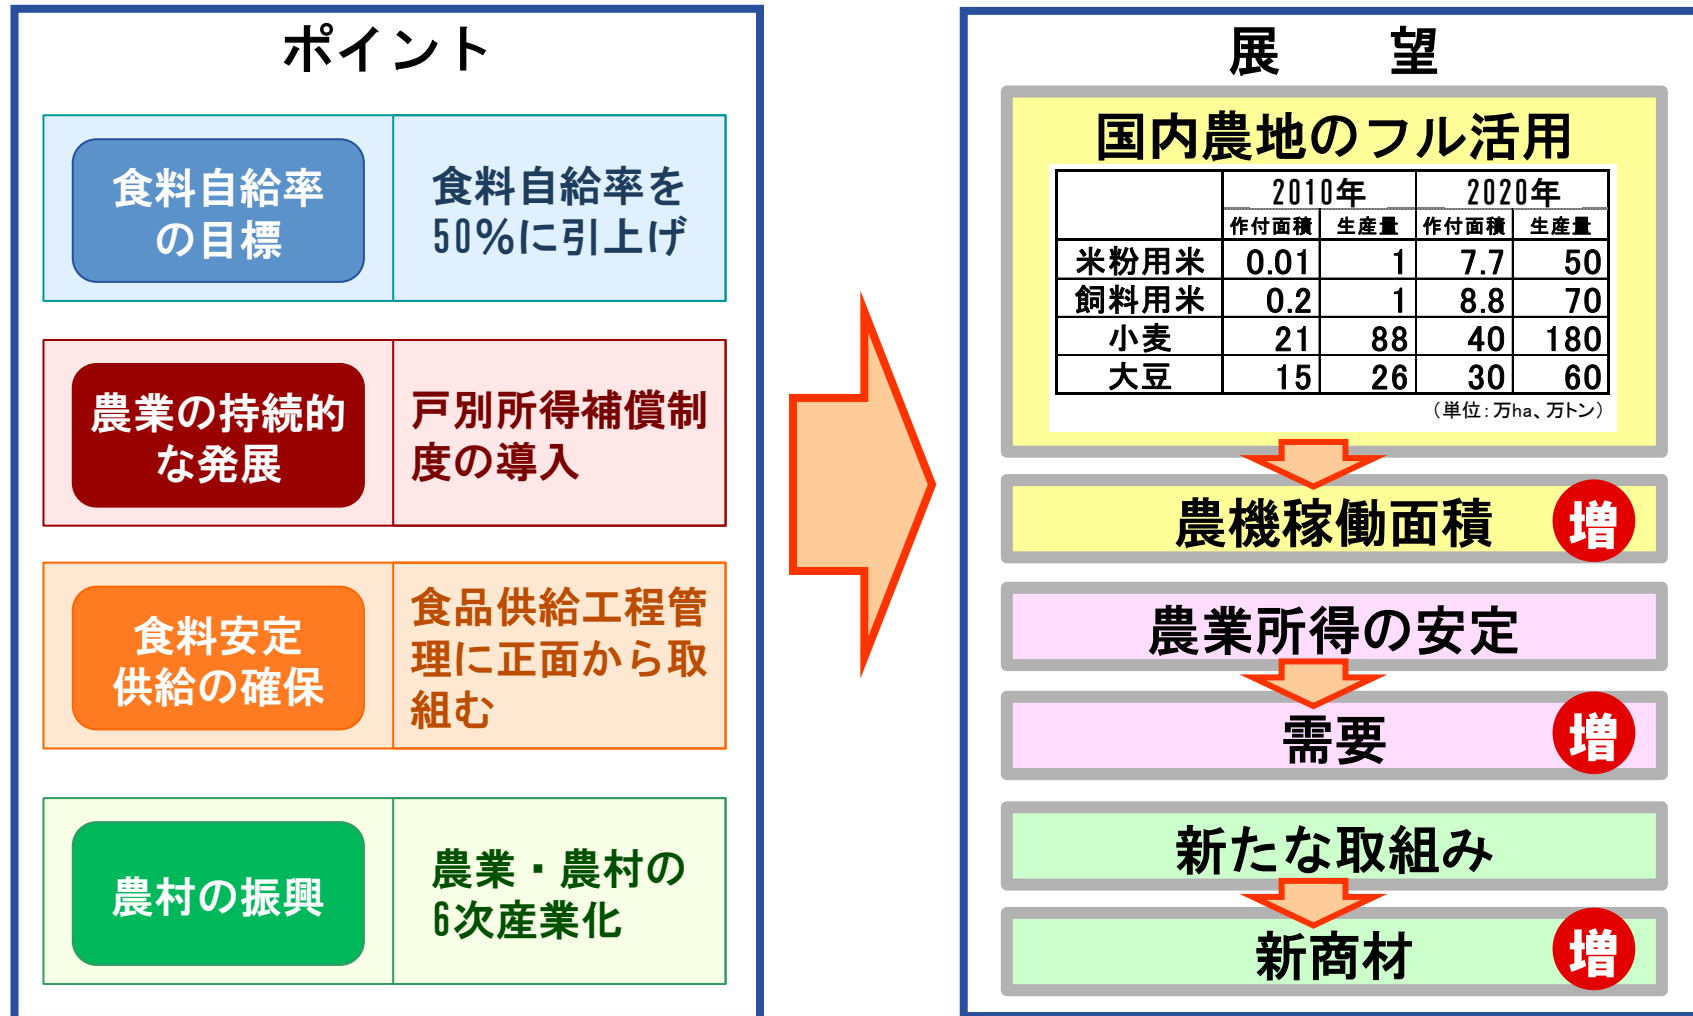 ポイント
食料自給率
の目標
食料自給率を
50%に引上げ
農業の持続的
な発展
戸別所得補償制
度の導入
食料安定
供給の確保
食品供給工程管
理に正面から取
組む
農村の振興
農業・農村の
6次産業化
展 望
国内農地のフル活用
2010年 2020年
作付面積 生産量 作付面積 生産量
米粉用米 0.01 1 7.7 50
飼料用米 0.2 1 8.8 70
小麦 21 88 40 180
大豆 15 26 30 60
（単位：万ha、万トン）
農機稼働面積 増
農業所得の安定
需要 増
新たな取組み
新商材 増